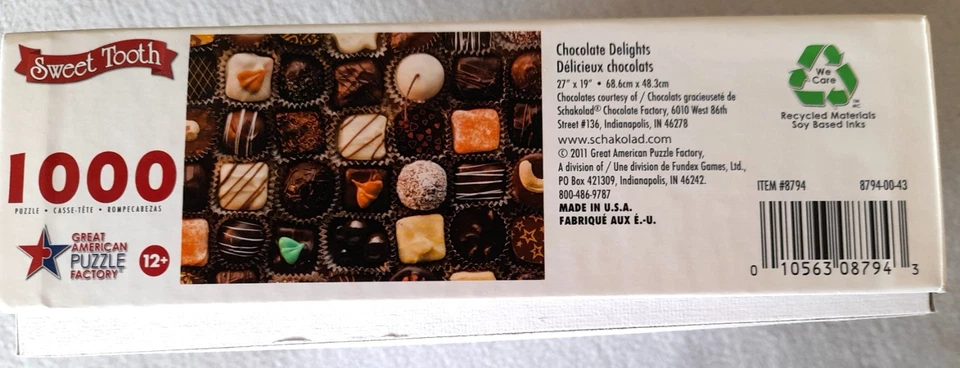 Sweet Tooth
1000
PUZZLE • CASSE-TÊTE • ROMPECABEZAS
GREAT
AMERICAN
PUZZLE
FACTORY
12+
Chocolate Delights
Délicieux chocolats
27" x 19" • 68.6cm x 48.3cm
Chocolates courtesy of / Chocolats gracieuseté de
Schakolad® Chocolate Factory, 6010 West 86th
Street #136, Indianapolis, IN 46278
www.schakolad.com
© 2011 Great American Puzzle Factory,
A division of / Une division de Fundex Games, Ltd.,
PO Box 421309, Indianapolis, IN 46242.
800-486-9787
MADE IN U.S.A.
FABRIQUÉ AUX É.-U.
We
Care
TM
MC
Recycled Materials
Soy Based Inks
ITEM #8794 8794-00-43
0 10563 08794 3